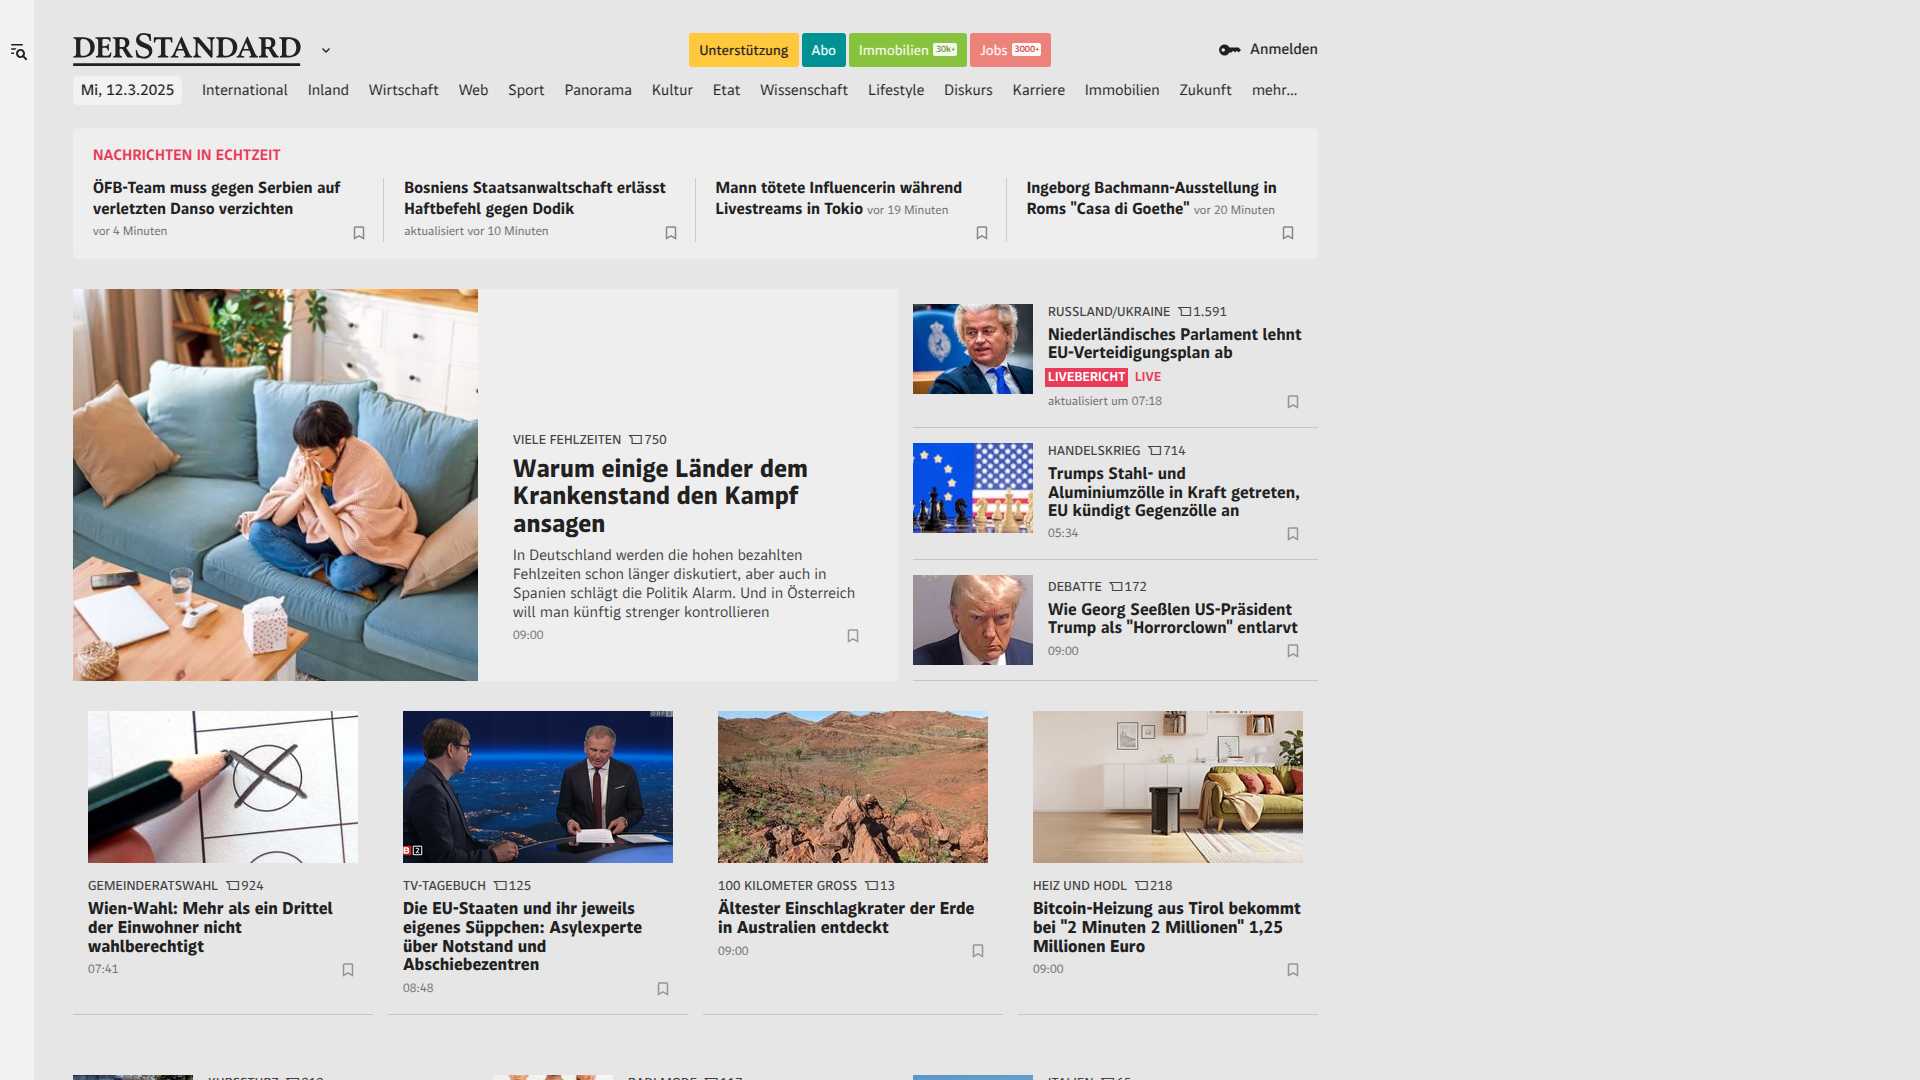 DERSTANDARD
Unterstützung
Abo
Immobilien 30k+
Jobs 3000+
Anmelden
Mi, 12.3.2025
International
Inland
Wirtschaft
Web
Sport
Panorama
Kultur
Etat
Wissenschaft
Lifestyle
Diskurs
Karriere
Immobilien
Zukunft
mehr...
NACHRICHTEN IN ECHTZEIT
ÖFB-Team muss gegen Serbien auf
verletzten Danso verzichten
vor 4 Minuten
Bosniens Staatsanwaltschaft erlässt
Haftbefehl gegen Dodik
aktualisiert vor 10 Minuten
Mann tötete Influencerin während
Livestreams in Tokio vor 19 Minuten
Ingeborg Bachmann-Ausstellung in
Roms "Casa di Goethe" vor 20 Minuten
VIELE FEHLZEITEN 750
Warum einige Länder dem
Krankenstand den Kampf
ansagen
In Deutschland werden die hohen bezahlten
Fehlzeiten schon länger diskutiert, aber auch in
Spanien schlägt die Politik Alarm. Und in Österreich
will man künftig strenger kontrollieren
09:00
RUSSLAND/UKRAINE 1.591
Niederländisches Parlament lehnt
EU-Verteidigungsplan ab
LIVEBERICHT LIVE
aktualisiert um 07:18
HANDELSKRIEG 714
Trumps Stahl- und
Aluminiumzölle in Kraft getreten,
EU kündigt Gegenzölle an
05:34
DEBATTE 172
Wie Georg Seeßlen US-Präsident
Trump als "Horrorclown" entlarvt
09:00
GEMEINDERATSWAHL 924
Wien-Wahl: Mehr als ein Drittel
der Einwohner nicht
wahlberechtigt
07:41
TV-TAGEBUCH 125
Die EU-Staaten und ihr jeweils
eigenes Süppchen: Asylexperte
über Notstand und
Abschiebezentren
08:48
100 KILOMETER GROSS 13
Ältester Einschlagkrater der Erde
in Australien entdeckt
09:00
HEIZ UND HODL 218
Bitcoin-Heizung aus Tirol bekommt
bei "2 Minuten 2 Millionen" 1,25
Millionen Euro
09:00